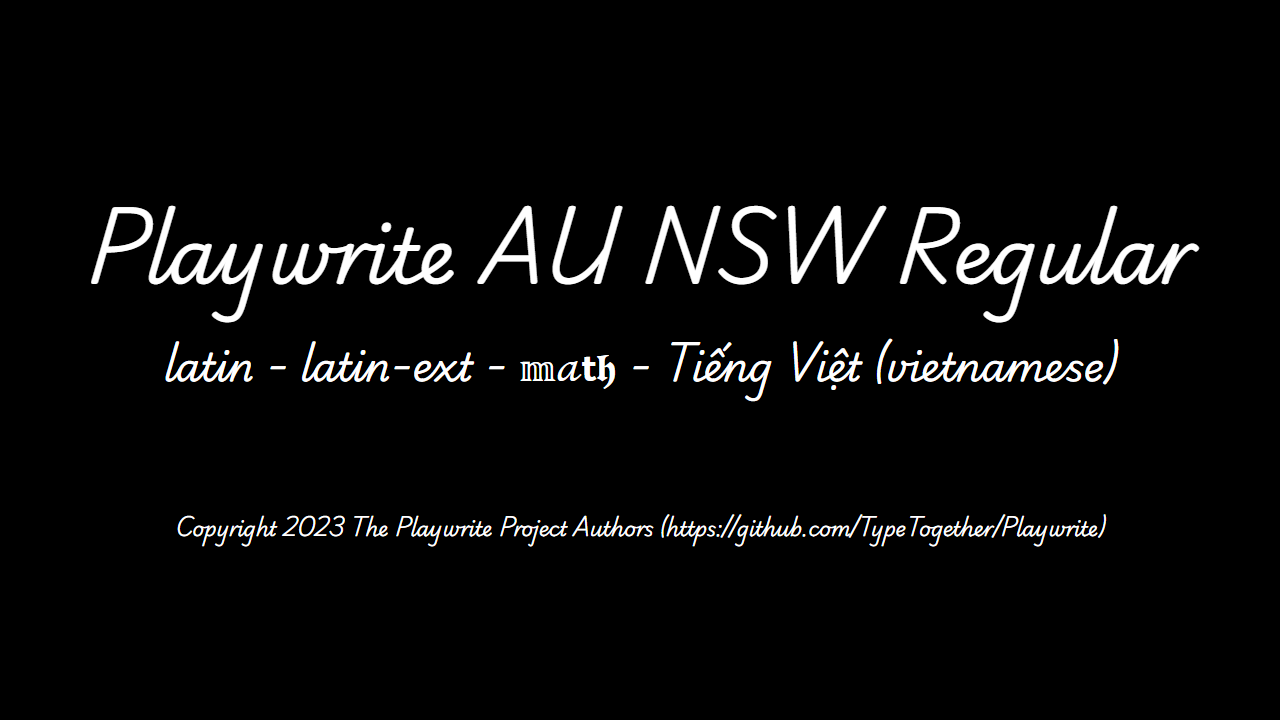 Playwrite AU NSW Regular
latin - latin-ext - 𝕞𝑎𝐭𝖍 - Tiếng Việt (vietnamese)
Copyright 2023 The Playwrite Project Authors (https://github.com/TypeTogether/Playwrite)